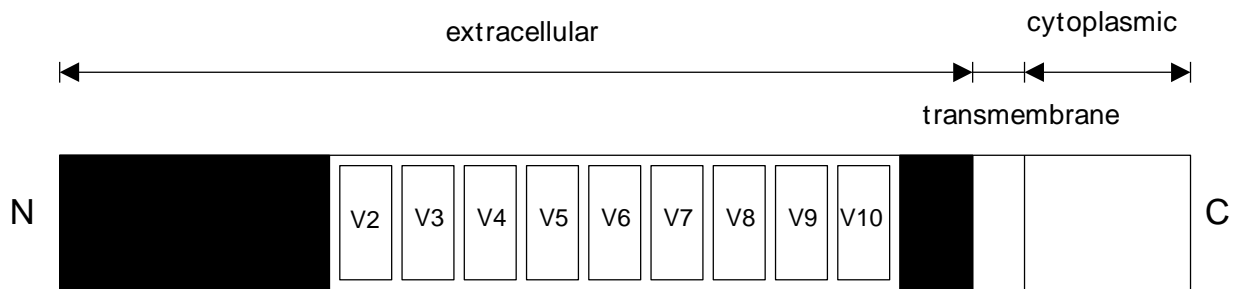 extracellular
cytoplasmic
transmembrane
N
V2 V3 V4 V5 V6 V7 V8 V9 V10
C